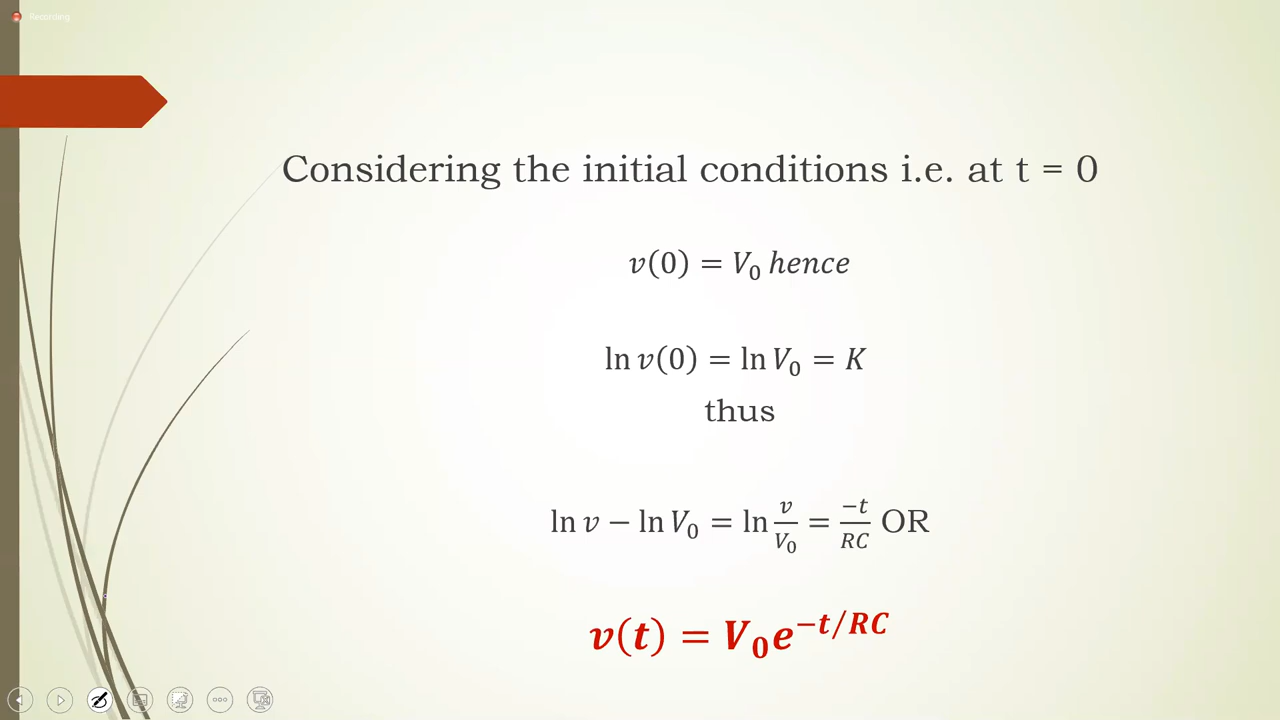 Recording
Considering the initial conditions i.e. at t = 0
v(0) = V₀ hence
ln v(0) = ln V₀ = K
thus
ln v − ln V₀ = ln v/V₀ = −t/RC OR
v(t) = V₀e^{−t/RC}